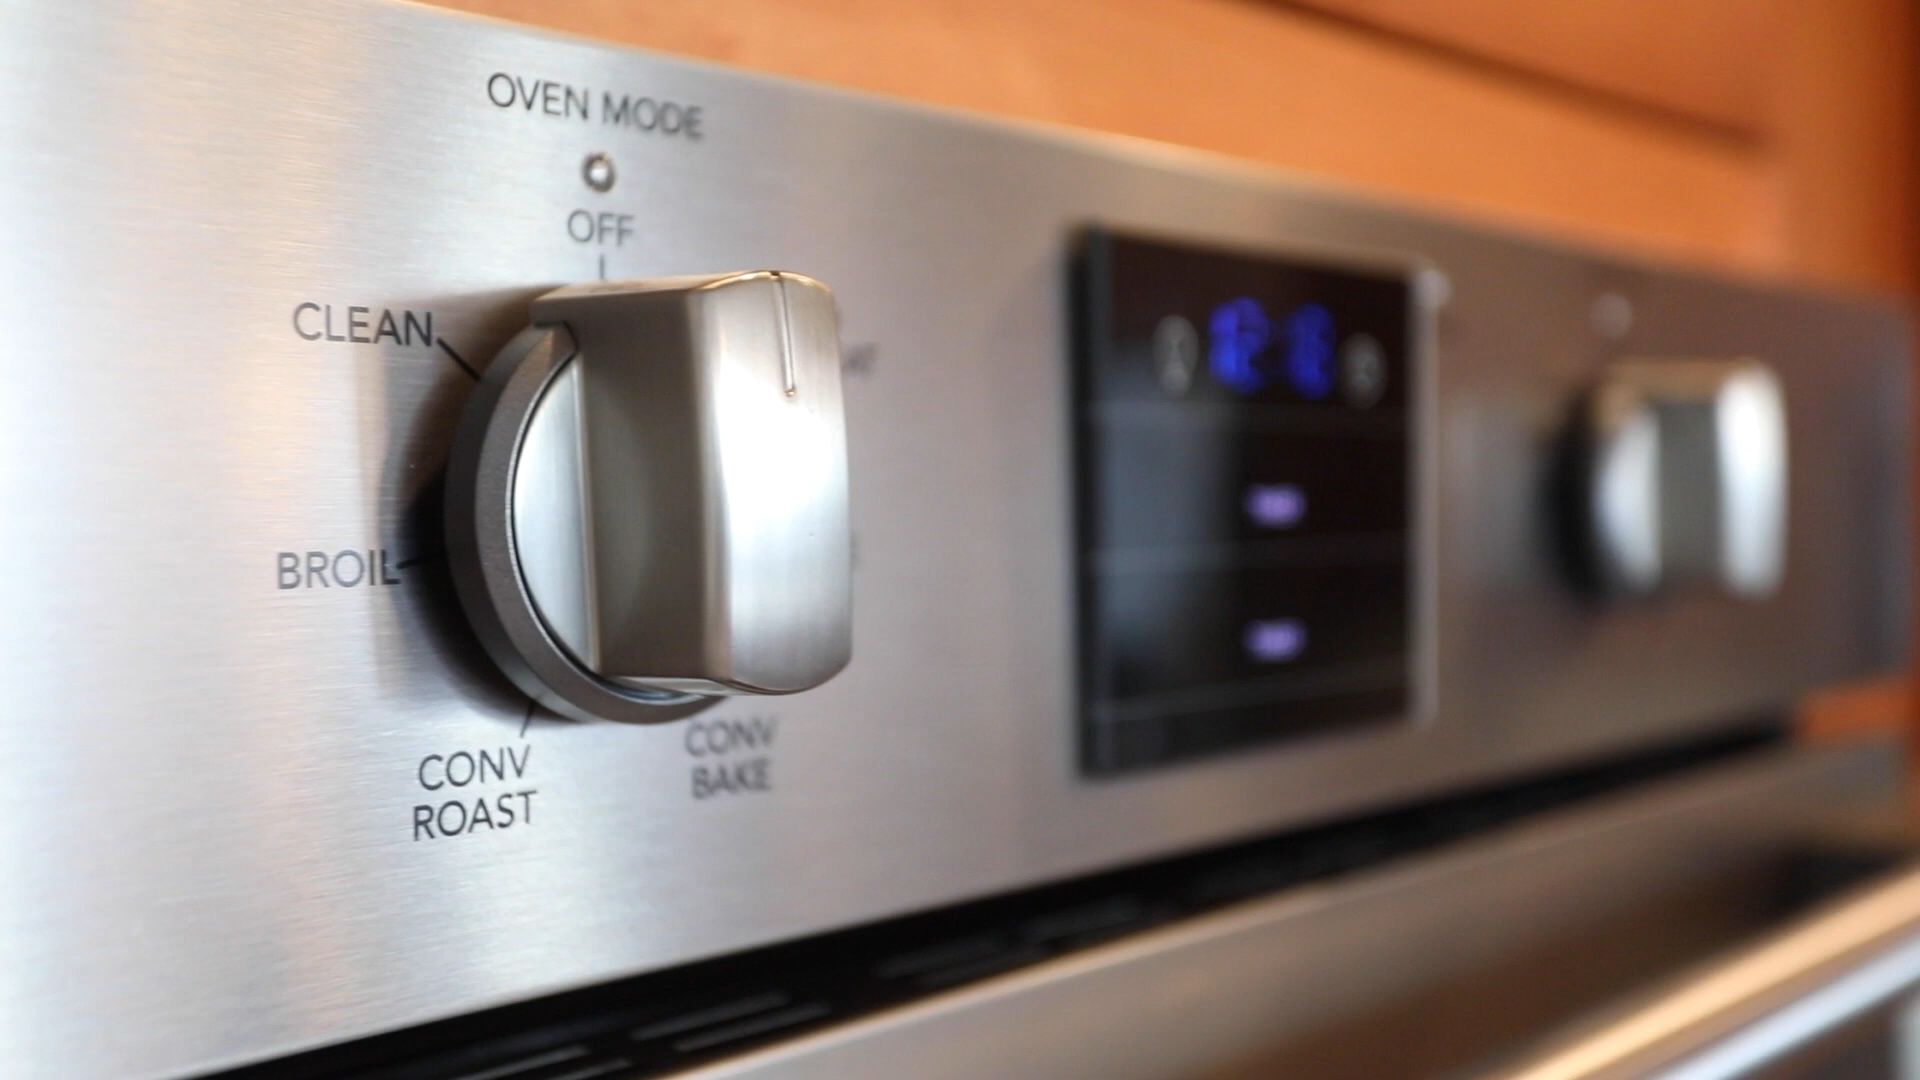 OVEN MODE
OFF
CLEAN
BROIL
CONV
ROAST
CONV
BAKE